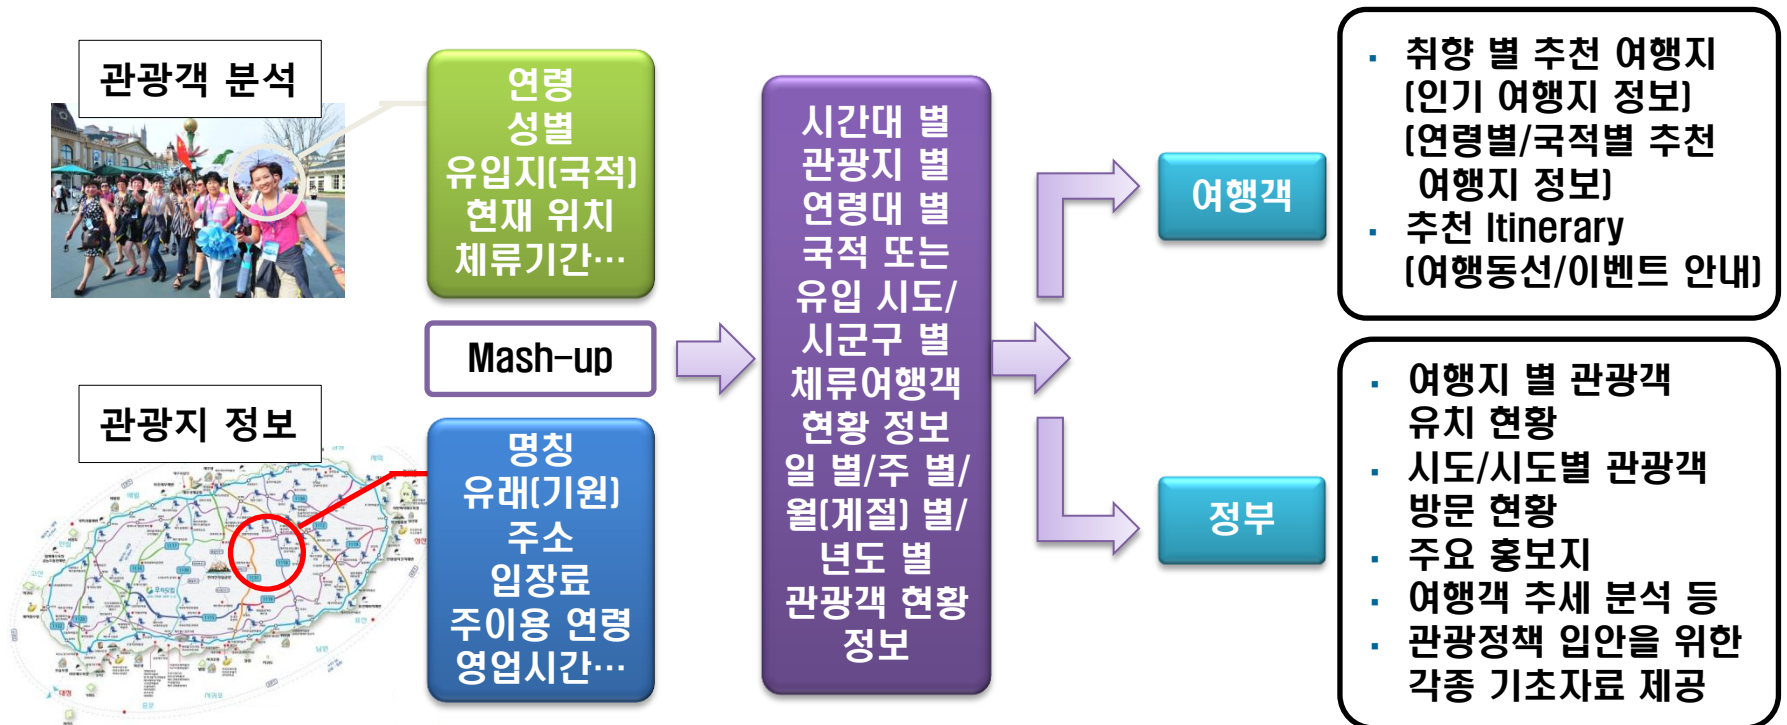 관광객 분석
연령
성별
유입지(국적)
현재 위치
체류기간…
Mash-up
관광지 정보
명칭
유래(기원)
주소
입장료
주이용 연령
영업시간…
시간대 별
관광지 별
연령대 별
국적 또는
유입 시도/
시군구 별
체류여행객
현황 정보
일 별/주 별/
월(계절) 별/
년도 별
관광객 현황
정보
여행객
▪ 취향 별 추천 여행지
(인기 여행지 정보)
(연령별/국적별 추천
여행지 정보)
▪ 추천 Itinerary
(여행동선/이벤트 안내)
정부
▪ 여행지 별 관광객
유치 현황
▪ 시도/시도별 관광객
방문 현황
▪ 주요 홍보지
▪ 여행객 추세 분석 등
▪ 관광정책 입안을 위한
각종 기초자료 제공